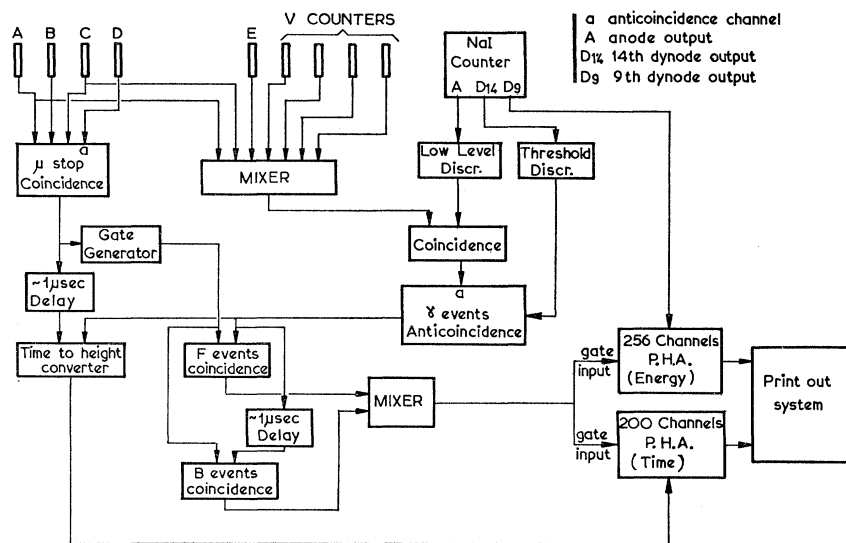 V COUNTERS
A B C D E
NaI
Counter
A D14 D9
a anticoincidence channel
A anode output
D14 14th dynode output
D9 9th dynode output
a
μ stop
Coincidence
MIXER
Low Level
Discr.
Threshold
Discr.
Gate
Generator
Coincidence
~1μsec
Delay
a
γ events
Anticoincidence
Time to height
converter
F events
coincidence
MIXER
gate
input
256 Channels
P.H.A.
(Energy)
Print out
system
~1μsec
Delay
gate
input
200 Channels
P.H.A.
(Time)
B events
coincidence